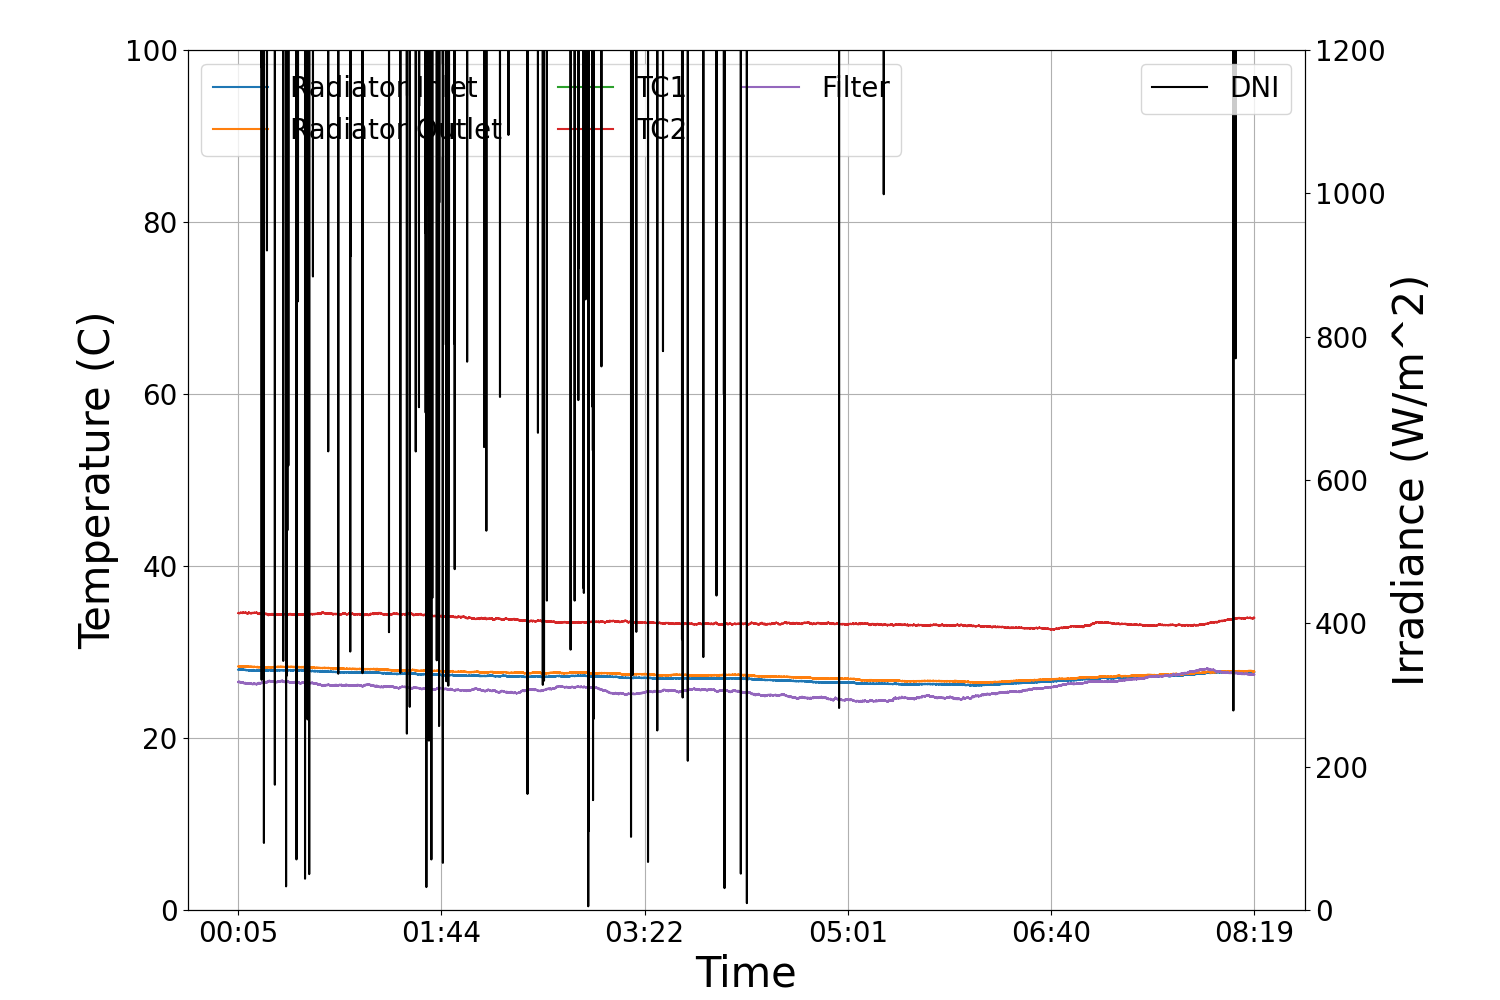 100
80
60
40
20
0
Temperature (C)
Radiator Inlet
Radiator Outlet
TC1
TC2
Filter
DNI
1200
1000
800
600
400
200
0
Irradiance (W/m^2)
00:05 01:44 03:22 05:01 06:40 08:19
Time